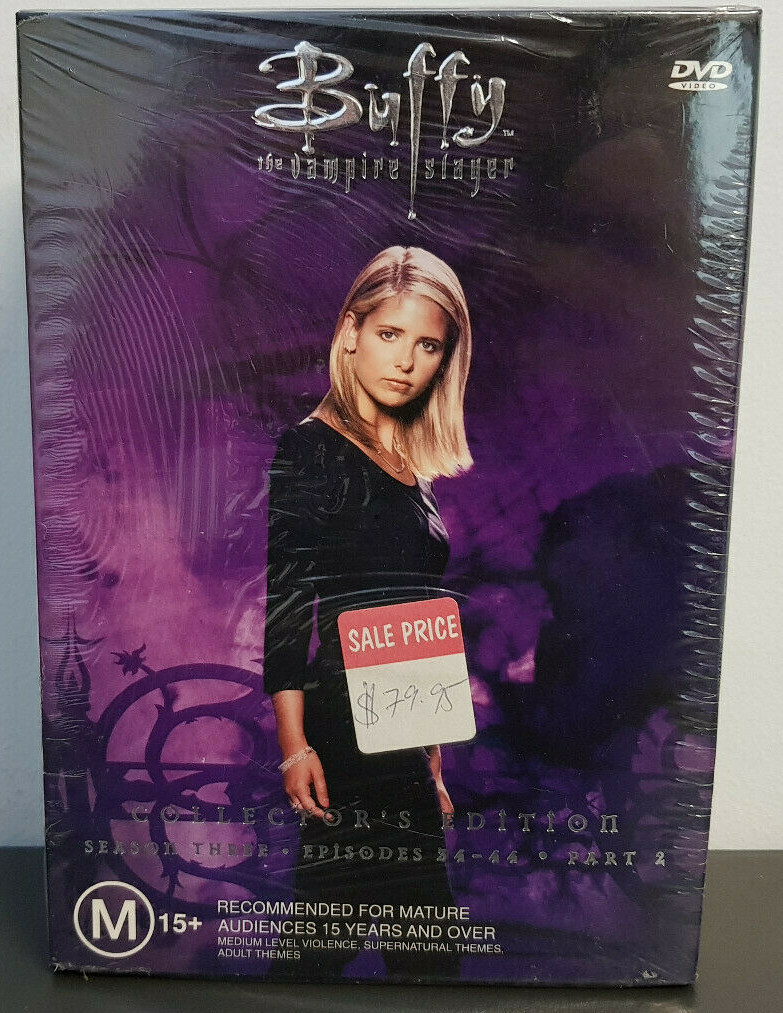 Buffy™
the vampire slayer
DVD
VIDEO
SALE PRICE
$79.95
COLLECTOR'S EDITION
SEASON THREE • EPISODES 34-44 • PART 2
M 15+
RECOMMENDED FOR MATURE
AUDIENCES 15 YEARS AND OVER
MEDIUM LEVEL VIOLENCE, SUPERNATURAL THEMES,
ADULT THEMES